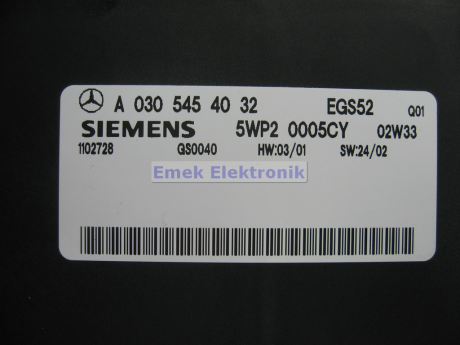 A 030 545 40 32 EGS52 Q01
SIEMENS 5WP2 0005CY 02W33
1102728 GS0040 HW:03/01 SW:24/02
Emek Elektronik